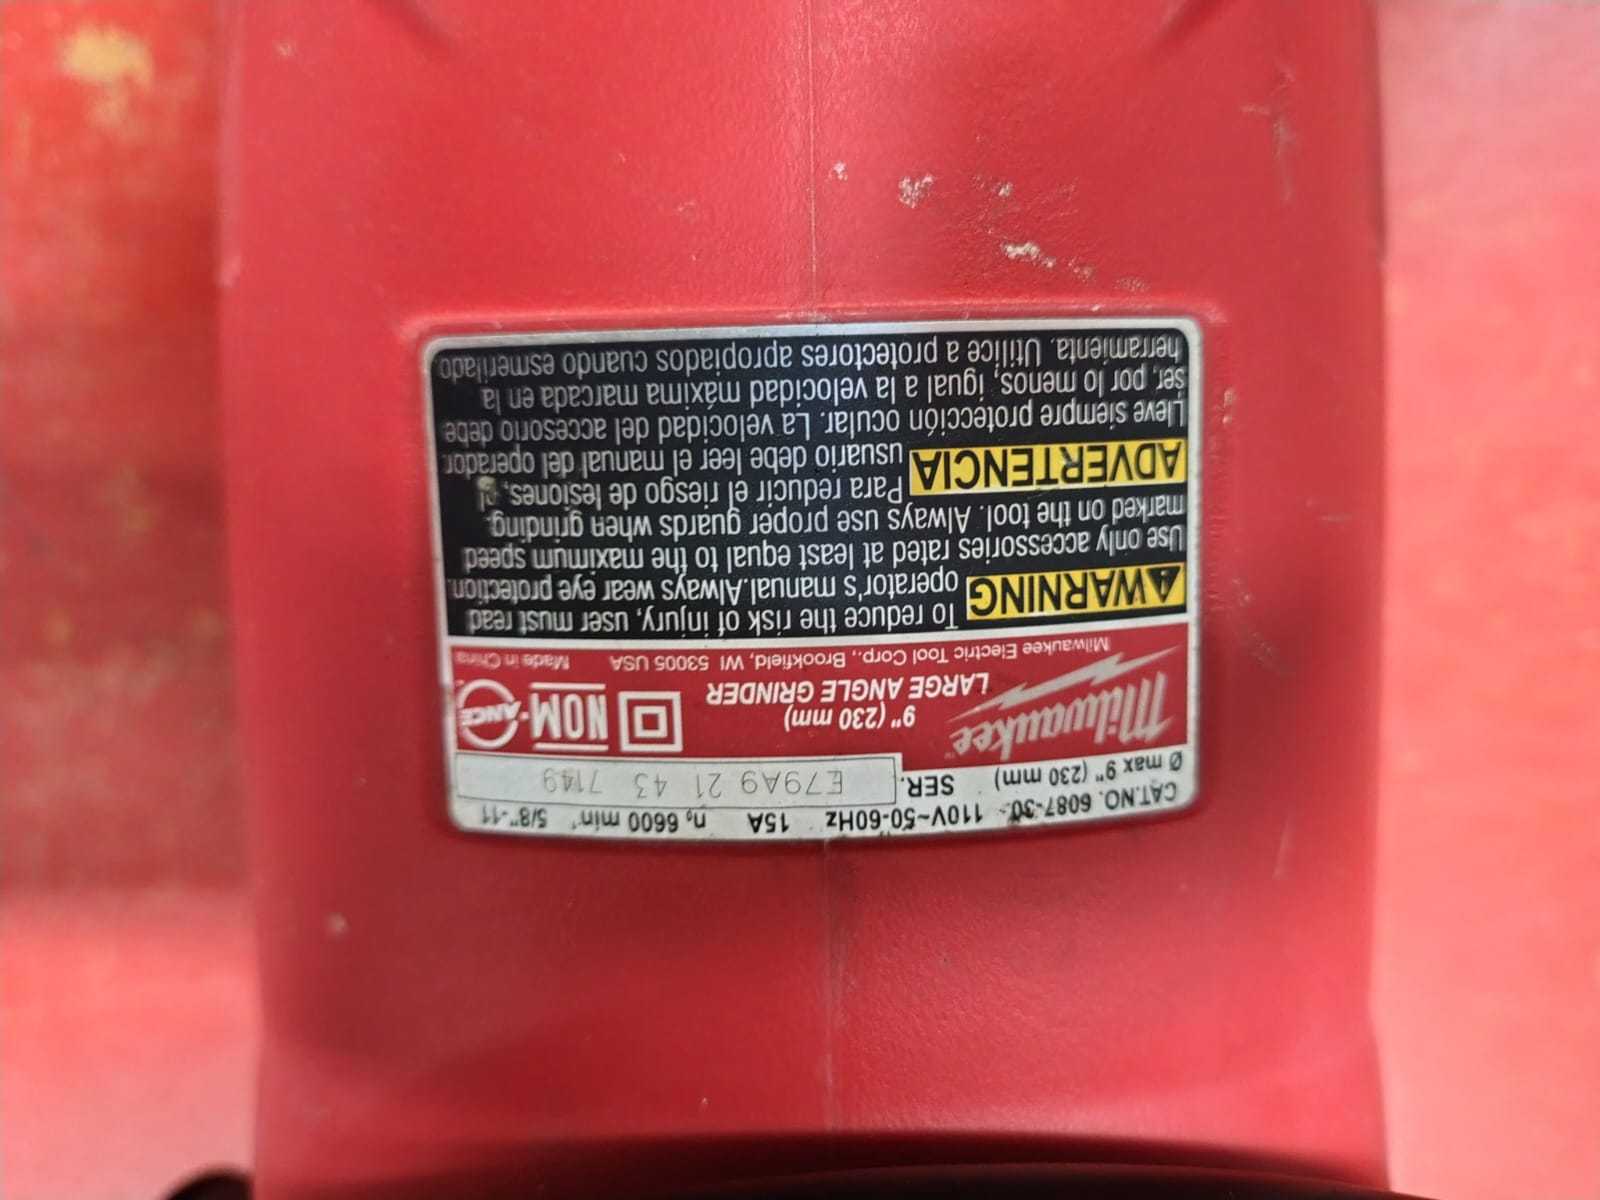 CAT.NO. 6087-30 110V~50-60Hz 15A n₀ 6600 min⁻¹ 5/8"-11
Ø max 9" (230 mm) SER. E79A9 21 43 7149
Milwaukee™
9" (230 mm)
LARGE ANGLE GRINDER
NOM-ANCE
Milwaukee Electric Tool Corp., Brookfield, WI 53005 USA Made in China
WARNING To reduce the risk of injury, user must read
operator's manual. Always wear eye protection.
Use only accessories rated at least equal to the maximum speed
marked on the tool. Always use proper guards when grinding.
ADVERTENCIA Para reducir el riesgo de lesiones, el
usuario debe leer el manual del operador.
Lleve siempre protección ocular. La velocidad del accesorio debe
ser, por lo menos, igual a la velocidad máxima marcada en la
herramienta. Utilice a protectores apropiados cuando esmerilado.